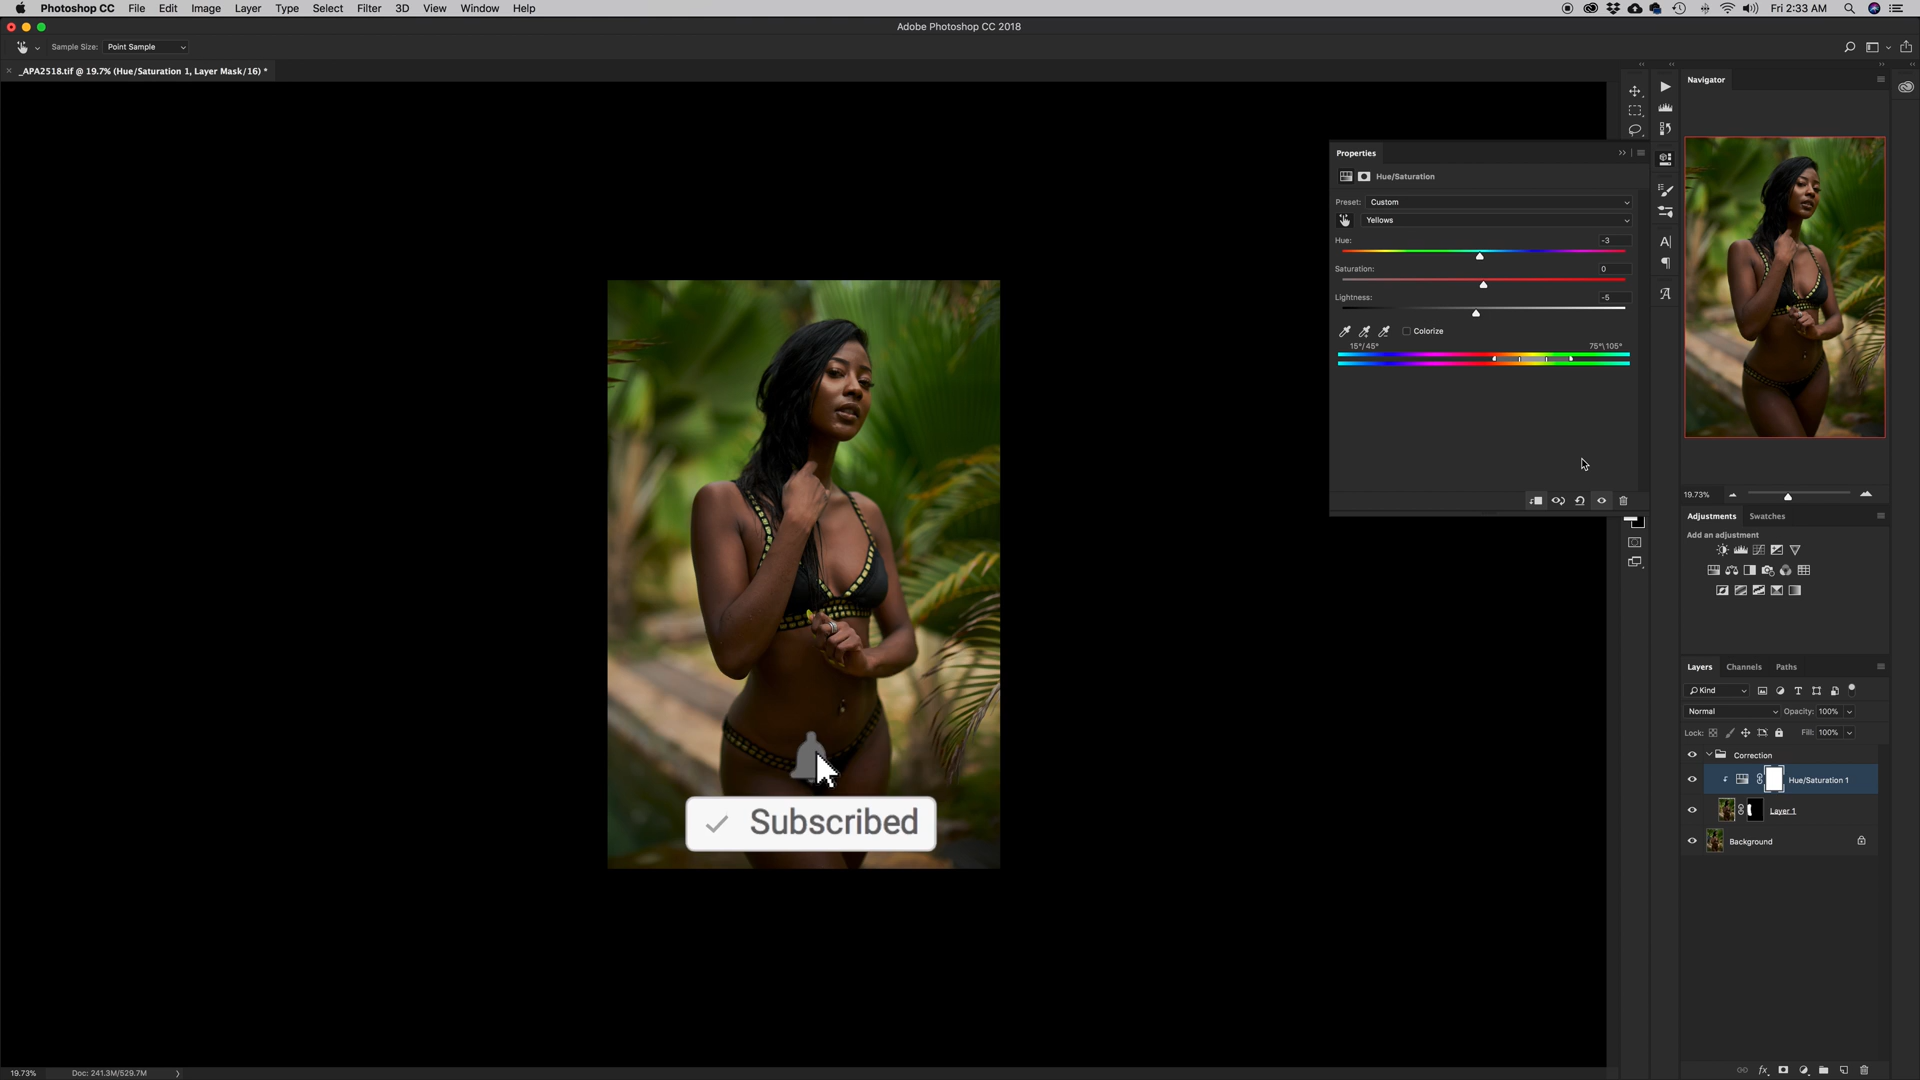 Photoshop CC File Edit Image Layer Type Select Filter 3D View Window Help Fri 2:33 AM
Adobe Photoshop CC 2018
Sample Size: Point Sample
_APA2518.tif @ 19.7% (Hue/Saturation 1, Layer Mask/16) *
Navigator
Properties
Hue/Saturation
Preset: Custom
Yellows
Hue: -3
Saturation: 0
Lightness: -5
Colorize
15°/45° 75°\105°
19.73%
Adjustments Swatches
Add an adjustment
Layers Channels Paths
Kind
Normal Opacity: 100%
Lock: Fill: 100%
Correction
Hue/Saturation 1
Layer 1
Background
Subscribed
19.73% Doc: 241.3M/529.7M